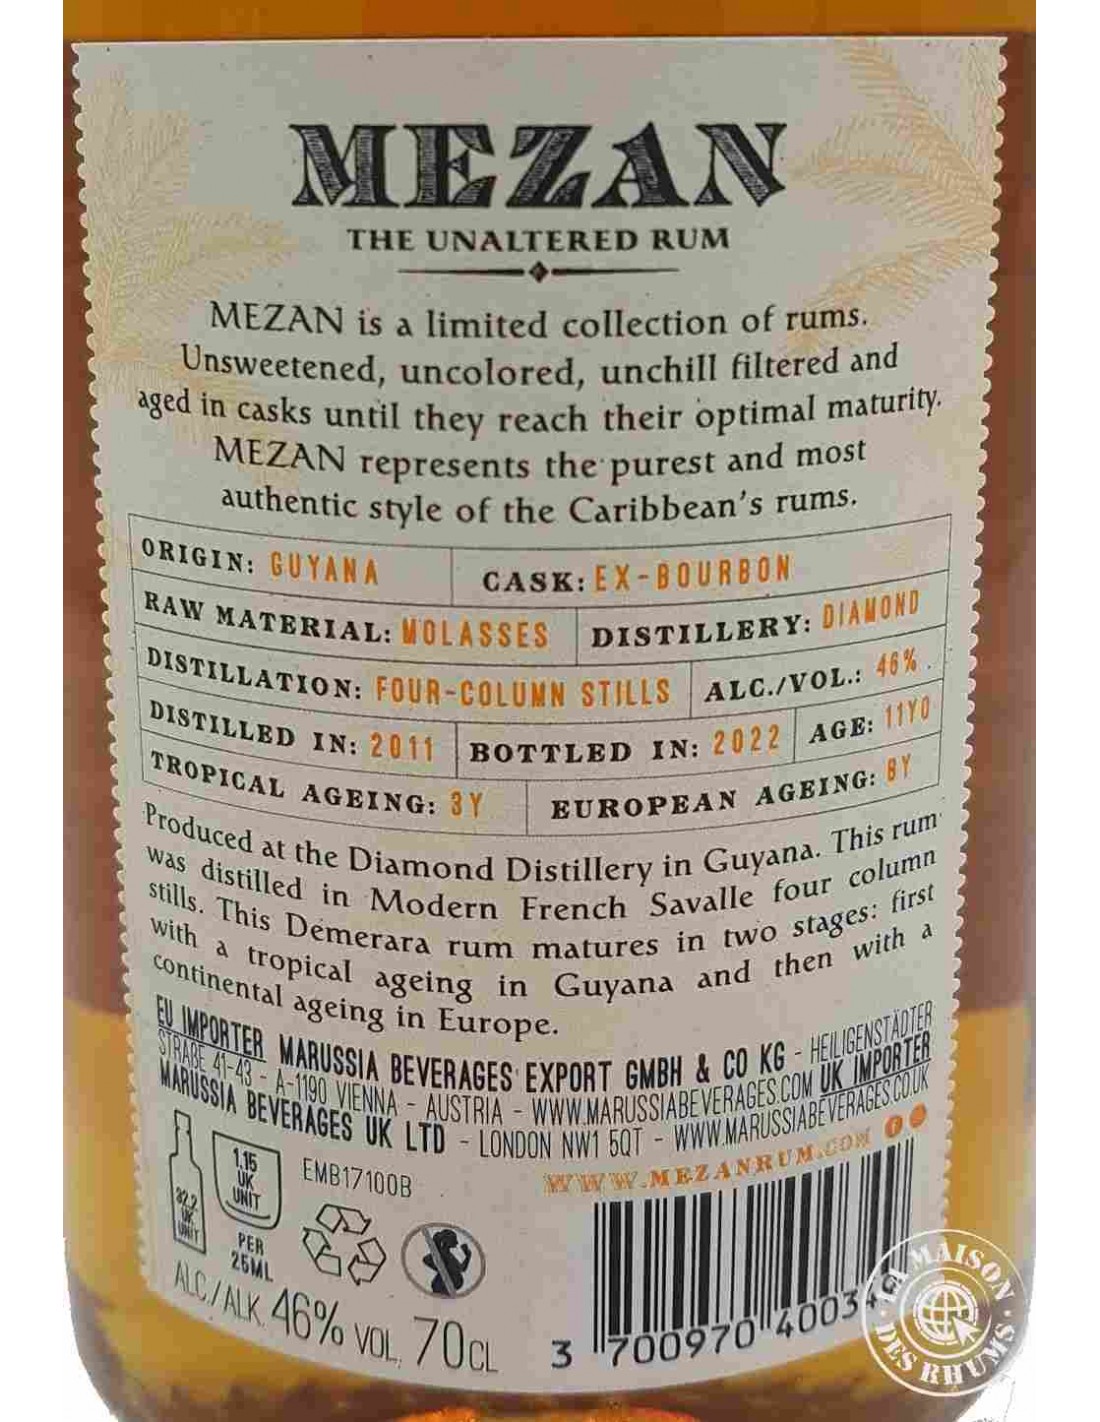 MEZAN
THE UNALTERED RUM
MEZAN is a limited collection of rums.
Unsweetened, uncolored, unchill filtered and
aged in casks until they reach their optimal maturity.
MEZAN represents the purest and most
authentic style of the Caribbean's rums.
ORIGIN: GUYANA CASK: EX-BOURBON
RAW MATERIAL: MOLASSES DISTILLERY: DIAMOND
DISTILLATION: FOUR-COLUMN STILLS ALC./VOL.: 46%.
DISTILLED IN: 2011 BOTTLED IN: 2022 AGE: 11YO
TROPICAL AGEING: 3Y EUROPEAN AGEING: 8Y
Produced at the Diamond Distillery in Guyana. This rum
was distilled in Modern French Savalle four column
stills. This Demerara rum matures in two stages: first
with a tropical ageing in Guyana and then with a
continental ageing in Europe.
EU IMPORTER MARUSSIA BEVERAGES EXPORT GMBH & CO KG - HEILIGENSTÄDTER
STRAßE 41-43 - A-1190 VIENNA - AUSTRIA - WWW.MARUSSIABEVERAGES.COM UK IMPORTER
MARUSSIA BEVERAGES UK LTD - LONDON NW1 5QT - WWW.MARUSSIABEVERAGES.CO.UK
WWW.MEZANRUM.COM
32.2
UK
UNIT
1.15
UK
UNIT
PER
25ML
EMB17100B
ALC./ALK. 46% VOL. 70CL
3 700970 40034
LA MAISON
DES RHUMS